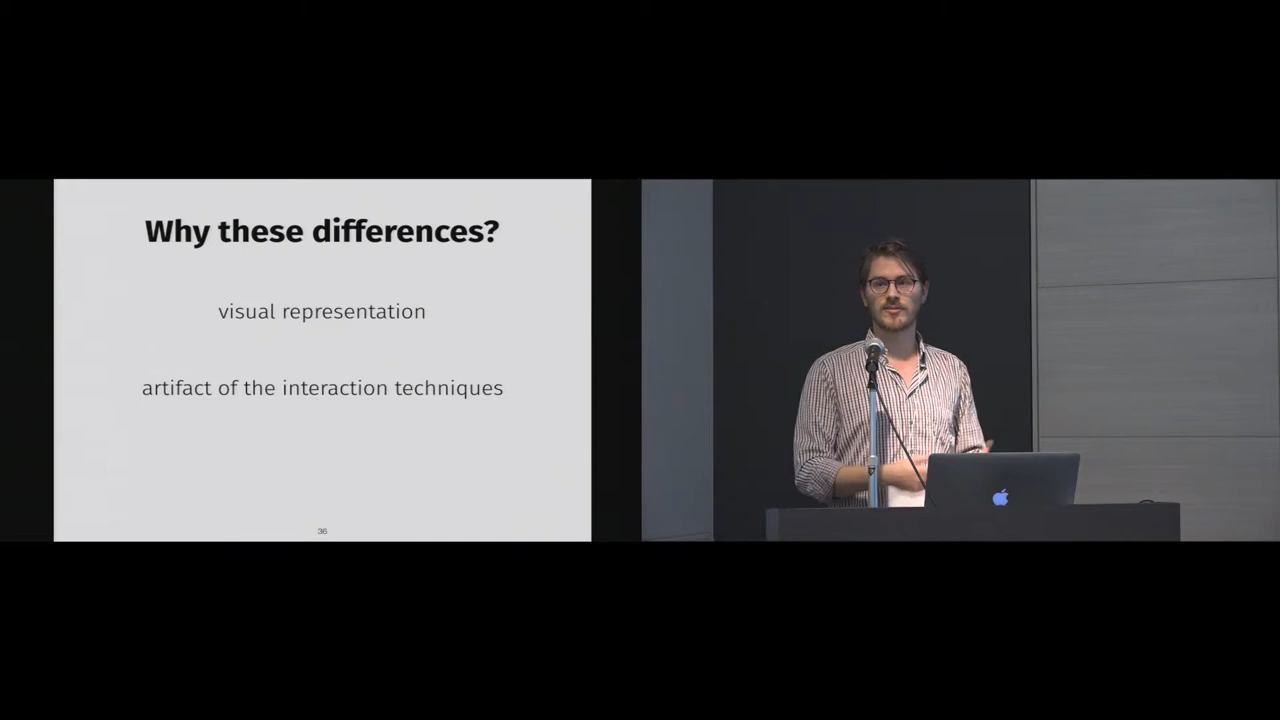 Why these differences?
visual representation
artifact of the interaction techniques
36